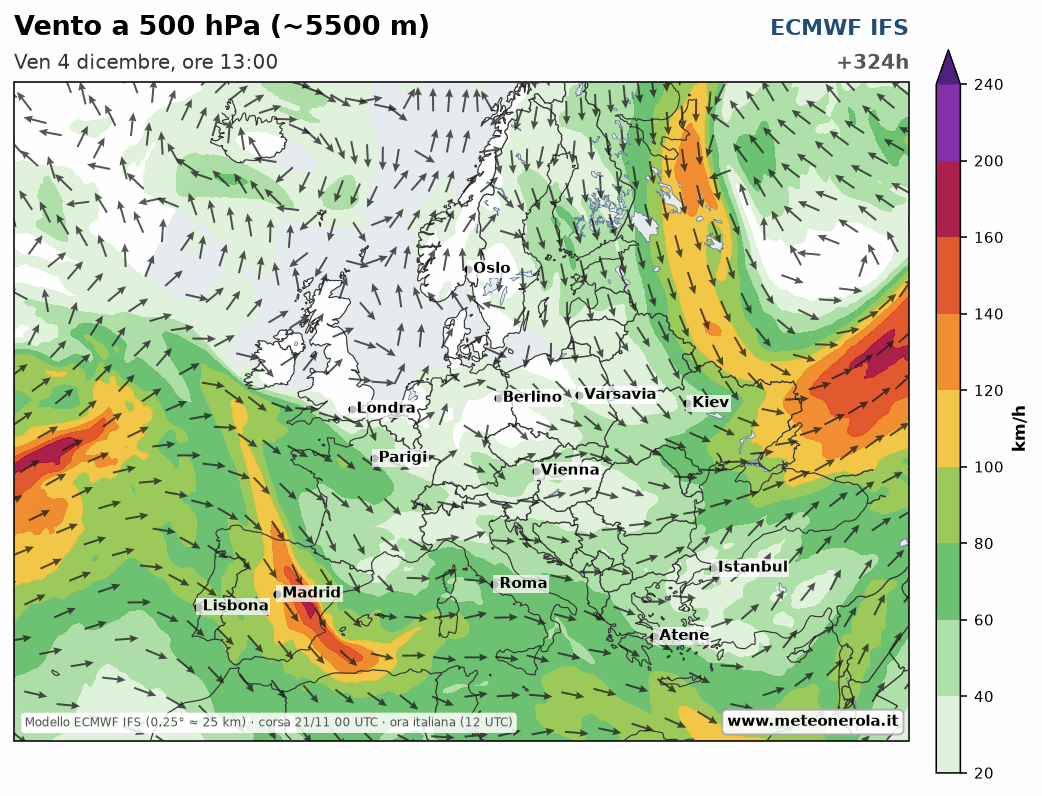 Vento a 500 hPa (~5500 m)
ECMWF IFS
Ven 4 dicembre, ore 13:00
+324h
240
200
160
140
120
100
80
60
40
20
km/h
Oslo
Berlino
Varsavia
Kiev
Londra
Parigi
Vienna
Istanbul
Roma
Madrid
Lisbona
Atene
Modello ECMWF IFS (0,25° ≈ 25 km) · corsa 21/11 00 UTC · ora italiana (12 UTC)
www.meteonerola.it